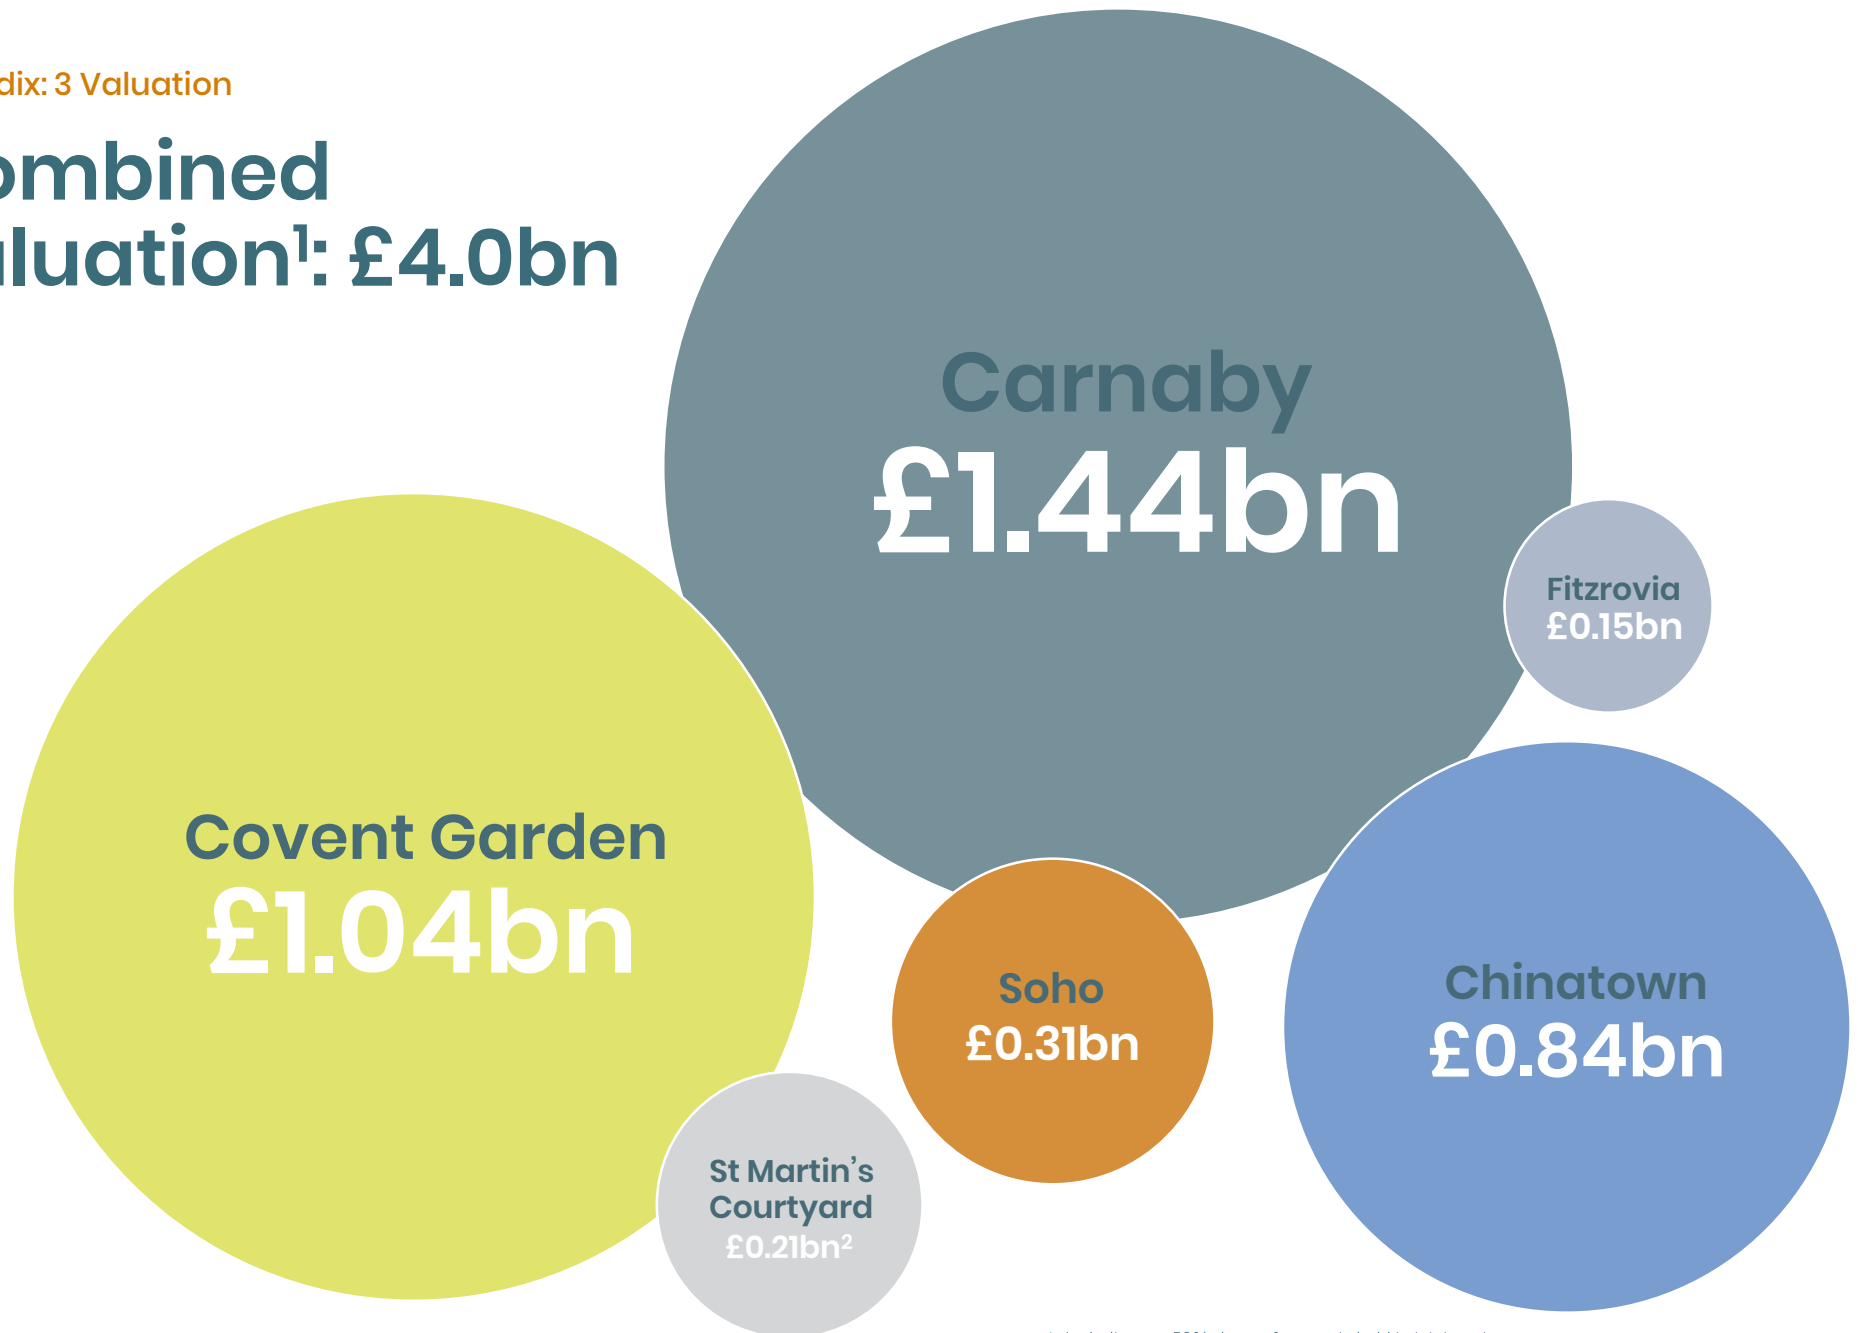 dix: 3 Valuation
ombined
aluation¹: £4.0bn
Carnaby
£1.44bn
Fitzrovia
£0.15bn
Covent Garden
£1.04bn
Soho
£0.31bn
Chinatown
£0.84bn
St Martin’s
Courtyard
£0.21bn²